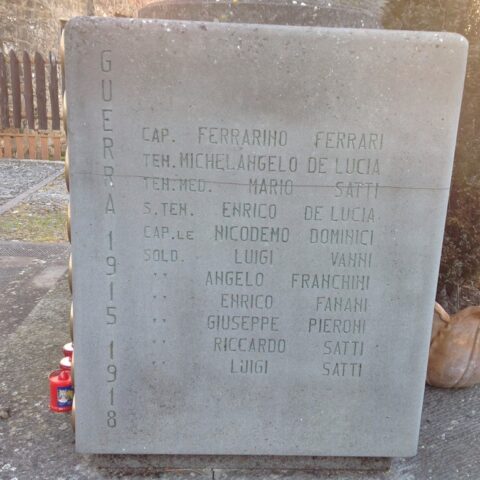 GUERRA 1915 1918
CAP. FERRARINO FERRARI
TEN. MICHELANGELO DE LUCIA
TEN. MED. MARIO SATTI
S. TEN. ENRICO DE LUCIA
CAP.LE NICODEMO DOMINICI
SOLD. LUIGI VANNI
" ANGELO FRANCHINI
" ENRICO FANANI
" GIUSEPPE PIERONI
" RICCARDO SATTI
" LUIGI SATTI